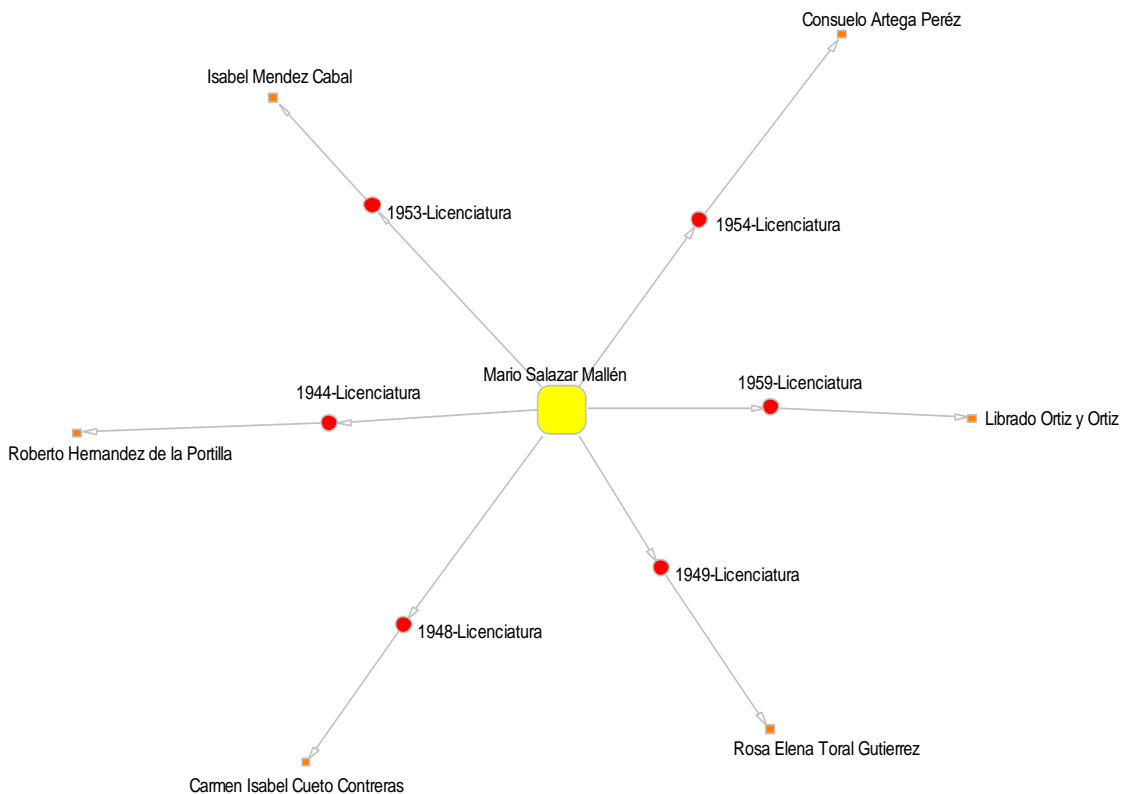 Consuelo Artega Peréz
Isabel Mendez Cabal
1953-Licenciatura
1954-Licenciatura
Mario Salazar Mallén
1959-Licenciatura
1944-Licenciatura
Librado Ortiz y Ortiz
Roberto Hernandez de la Portilla
1949-Licenciatura
1948-Licenciatura
Rosa Elena Toral Gutierrez
Carmen Isabel Cueto Contreras